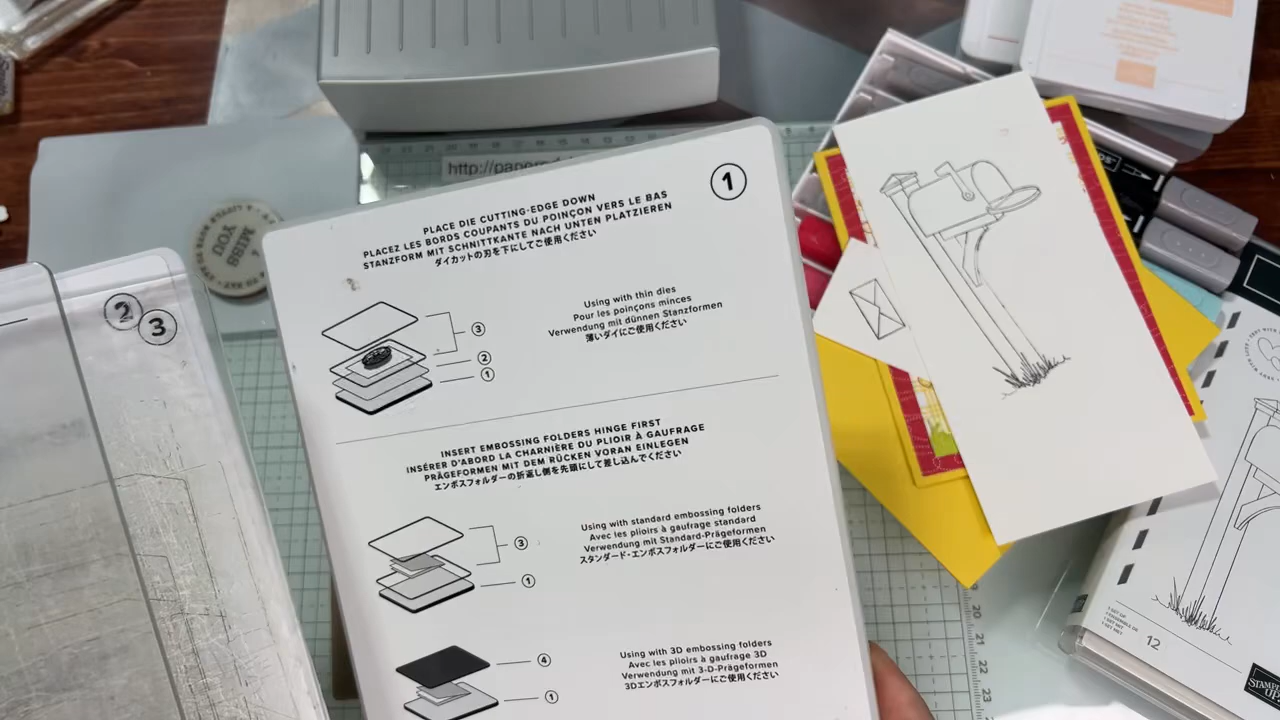 http://paper
1
PLACE DIE CUTTING-EDGE DOWN
PLACEZ LES BORDS COUPANTS DU POINÇON VERS LE BAS
STANZFORM MIT SCHNITTKANTE NACH UNTEN PLATZIEREN
ダイカットの刃を下にしてご使用ください
Using with thin dies
Pour les poinçons minces
Verwendung mit dünnen Stanzformen
薄いダイにご使用ください
3
2
1
INSERT EMBOSSING FOLDERS HINGE FIRST
INSÉRER D'ABORD LA CHARNIÈRE DU PLIOIR À GAUFRAGE
PRÄGEFORMEN MIT DEM RÜCKEN VORAN EINLEGEN
エンボスフォルダーの折返し側を先頭にして差し込んでください
Using with standard embossing folders
Avec les plioirs à gaufrage standard
Verwendung mit Standard-Prägeformen
スタンダード・エンボスフォルダーにご使用ください
3
1
Using with 3D embossing folders
Avec les plioirs à gaufrage 3D
Verwendung mit 3-D-Prägeformen
3Dエンボスフォルダーにご使用ください
4
1
2
3
MISS
YOU
12
STAMPIN'
UP!
19
20
21
22
23